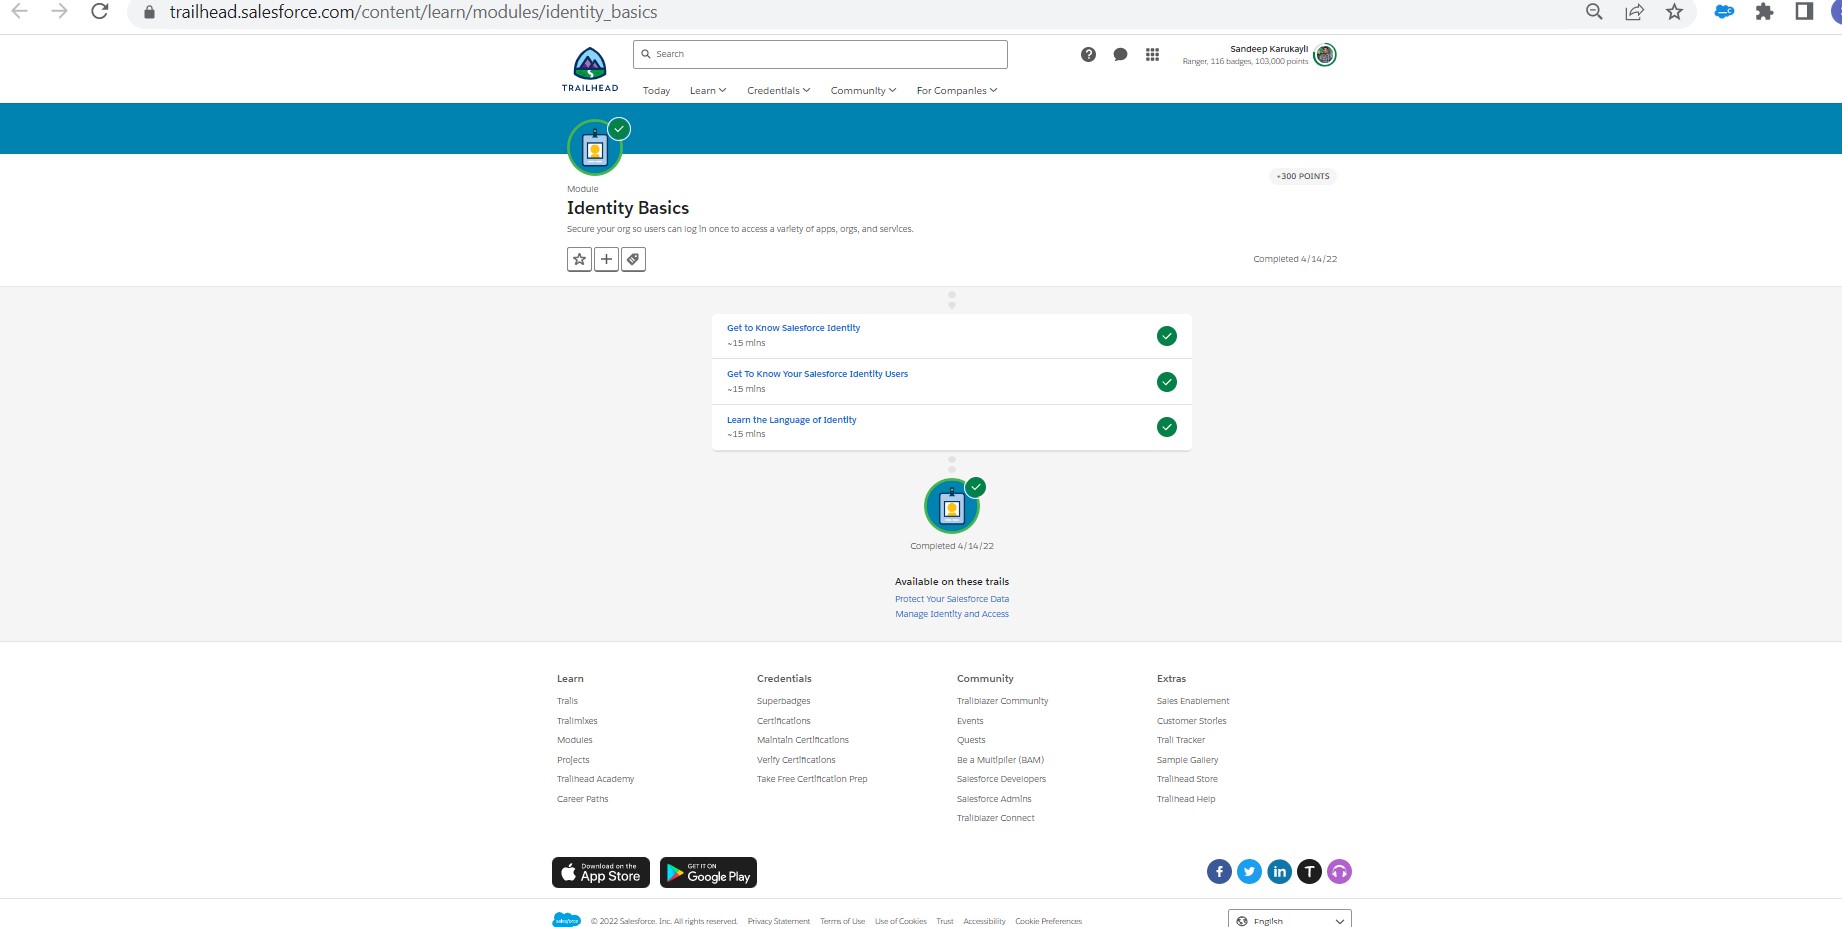 trailhead.salesforce.com/content/learn/modules/identity_basics
TRAILHEAD
Search
Sandeep Karukayli
Ranger, 116 badges, 103,000 points
Today Learn Credentials Community For Companies
+300 POINTS
Module
Identity Basics
Secure your org so users can log in once to access a variety of apps, orgs, and services.
Completed 4/14/22
Get to Know Salesforce Identity
~15 mins
Get To Know Your Salesforce Identity Users
~15 mins
Learn the Language of Identity
~15 mins
Completed 4/14/22
Available on these trails
Protect Your Salesforce Data
Manage Identity and Access
Learn
Trails
Trailmixes
Modules
Projects
Trailhead Academy
Career Paths
Credentials
Superbadges
Certifications
Maintain Certifications
Verify Certifications
Take Free Certification Prep
Community
Trailblazer Community
Events
Quests
Be a Multiplier (BAM)
Salesforce Developers
Salesforce Admins
Trailblazer Connect
Extras
Sales Enablement
Customer Stories
Trail Tracker
Sample Gallery
Trailhead Store
Trailhead Help
Download on the
App Store
GET IT ON
Google Play
salesforce
© 2022 Salesforce. Inc. All rights reserved. Privacy Statement Terms of Use Use of Cookies Trust Accessibility Cookie Preferences
English